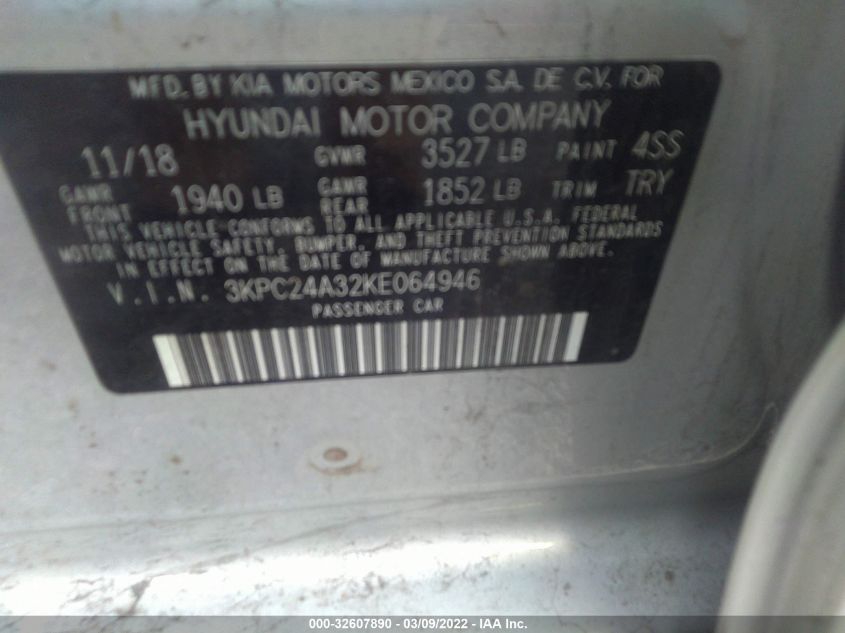 MFD. BY KIA MOTORS MEXICO S.A. DE C.V. FOR
HYUNDAI MOTOR COMPANY
11/18 GVWR 3527 LB PAINT 4SS
GAWR FRONT 1940 LB GAWR REAR 1852 LB TRIM TRY
THIS VEHICLE CONFORMS TO ALL APPLICABLE U.S.A. FEDERAL
MOTOR VEHICLE SAFETY, BUMPER, AND THEFT PREVENTION STANDARDS
IN EFFECT ON THE DATE OF MANUFACTURE SHOWN ABOVE.
V.I.N. 3KPC24A32KE064946
PASSENGER CAR
000-32607890 - 03/09/2022 - IAA Inc.